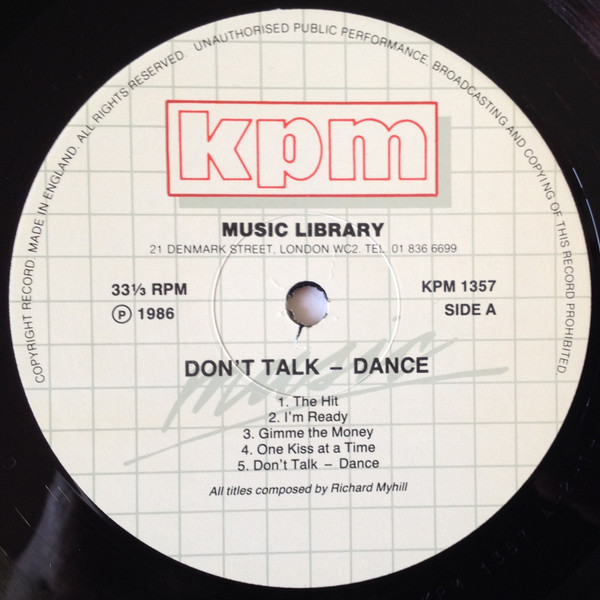 COPYRIGHT RECORD. MADE IN ENGLAND. ALL RIGHTS RESERVED. UNAUTHORISED PUBLIC PERFORMANCE, BROADCASTING AND COPYING OF THIS RECORD PROHIBITED.
kpm
MUSIC LIBRARY
21 DENMARK STREET, LONDON WC2. TEL. 01 836 6699
33⅓ RPM
KPM 1357
Ⓟ 1986
SIDE A
music
DON'T TALK – DANCE
1. The Hit
2. I'm Ready
3. Gimme the Money
4. One Kiss at a Time
5. Don't Talk – Dance
All titles composed by Richard Myhill